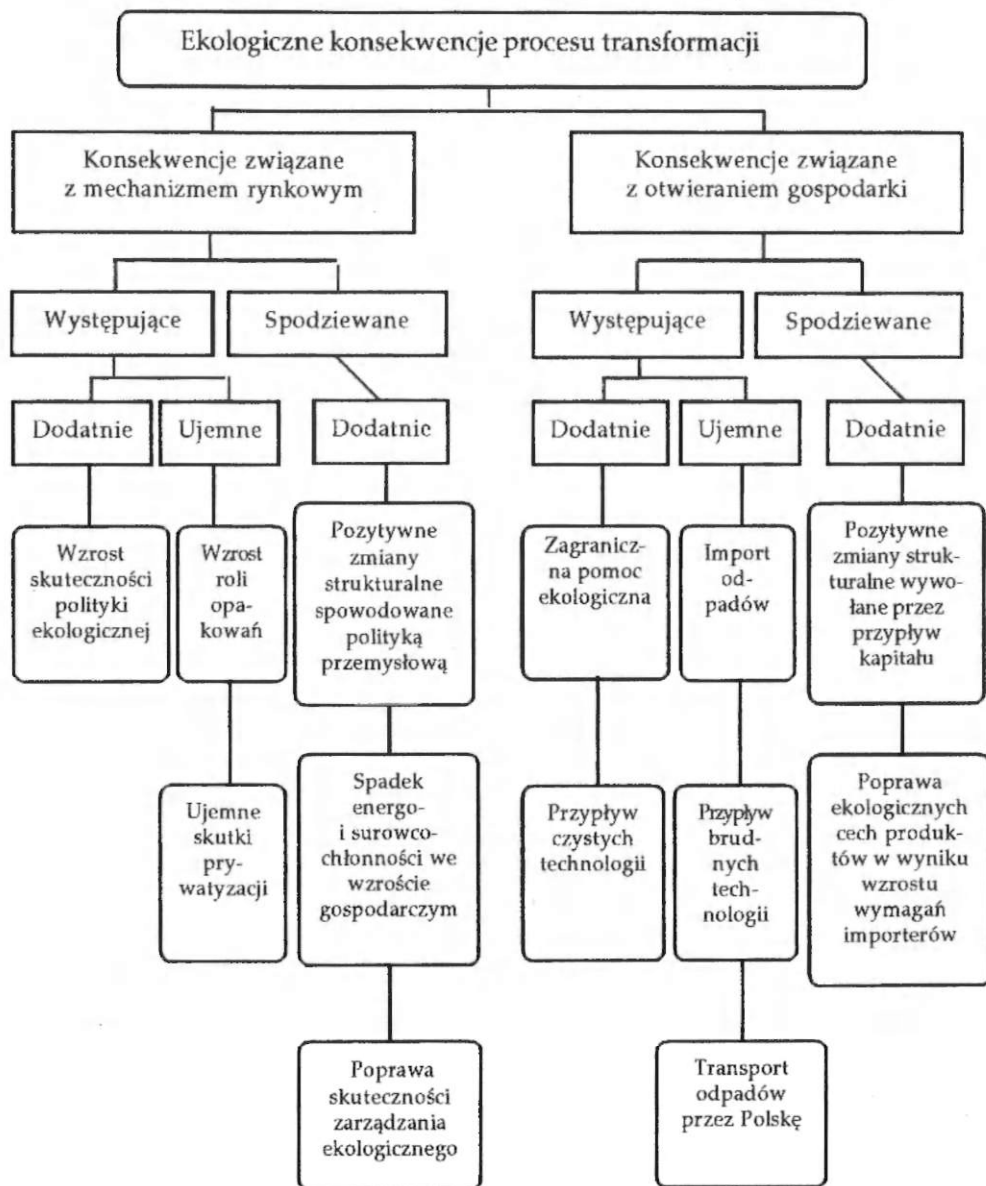 Ekologiczne konsekwencje procesu transformacji
Konsekwencje związane
z mechanizmem rynkowym
Konsekwencje związane
z otwieraniem gospodarki
Występujące
Spodziewane
Występujące
Spodziewane
Dodatnie
Ujemne
Dodatnie
Dodatnie
Ujemne
Dodatnie
Wzrost
skuteczności
polityki
ekologicznej
Wzrost
roli
opa-
kowań
Pozytywne
zmiany
strukturalne
spowodowane
polityką
przemysłową
Zagranicz-
na pomoc
ekologiczna
Import
od-
padów
Pozytywne
zmiany struk-
turalne wywo-
łane przez
przypływ
kapitału
Ujemne
skutki
pry-
watyzacji
Spadek
energo-
i surowco-
chłonności we
wzroście
gospodarczym
Przypływ
czystych
technologii
Przypływ
brud-
nych
tech-
nologii
Poprawa
ekologicznych
cech produk-
tów w wyniku
wzrostu
wymagań
importerów
Poprawa
skuteczności
zarządzania
ekologicznego
Transport
odpadów
przez Polskę